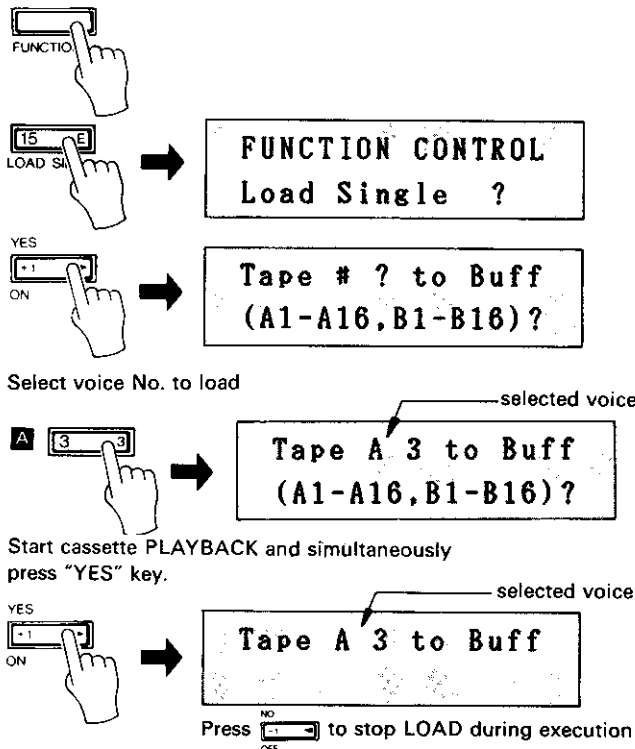 FUNCTIO
15 E
LOAD SI
FUNCTION CONTROL
Load Single ?
YES
+1
ON
Tape # ? to Buff
(A1-A16,B1-B16)?
Select voice No. to load
selected voice
A 3 3
Tape A 3 to Buff
(A1-A16,B1-B16)?
Start cassette PLAYBACK and simultaneously
press "YES" key.
selected voice
YES
+1
ON
Tape A 3 to Buff
NO
Press -1 to stop LOAD during execution
OFF